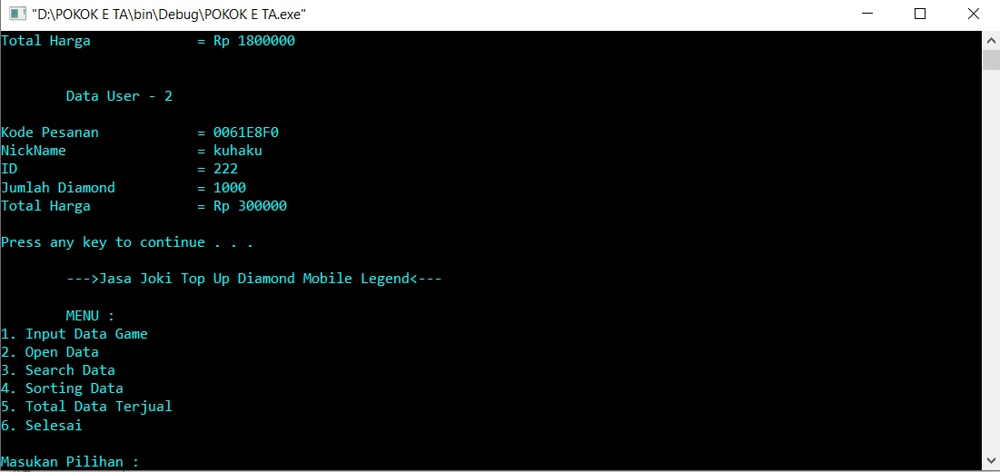 "D:\POKOK E TA\bin\Debug\POKOK E TA.exe"
Total Harga = Rp 1800000
Data User - 2
Kode Pesanan = 0061E8F0
NickName = kuhaku
ID = 222
Jumlah Diamond = 1000
Total Harga = Rp 300000
Press any key to continue . . .
--->Jasa Joki Top Up Diamond Mobile Legend<---
MENU :
1. Input Data Game
2. Open Data
3. Search Data
4. Sorting Data
5. Total Data Terjual
6. Selesai
Masukan Pilihan :